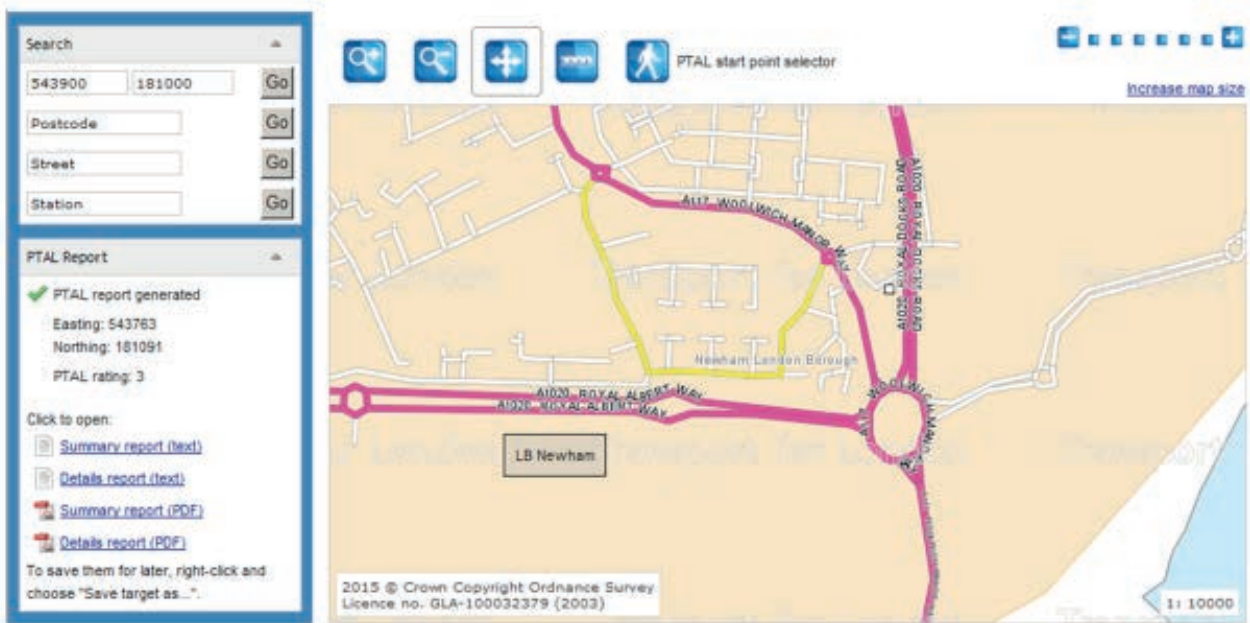 Search
543900 181000 Go
Postcode Go
Street Go
Station Go
PTAL Report
PTAL report generated
Easting: 543763
Northing: 181091
PTAL rating: 3
Click to open:
Summary report (text)
Details report (text)
Summary report (PDF)
Details report (PDF)
To save them for later, right-click and
choose "Save target as...".
PTAL start point selector
Increase map size
A117 WOOLWICH MANOR WAY
A1020 ROYAL DOCKS ROAD
A1020 ROYAL DOCKS ROAD
Newham London Borough
A1020 ROYAL ALBERT WAY
A1020 ROYAL ALBERT WAY
LB Newham
2015 © Crown Copyright Ordnance Survey
Licence no. GLA-100032379 (2003)
1: 10000